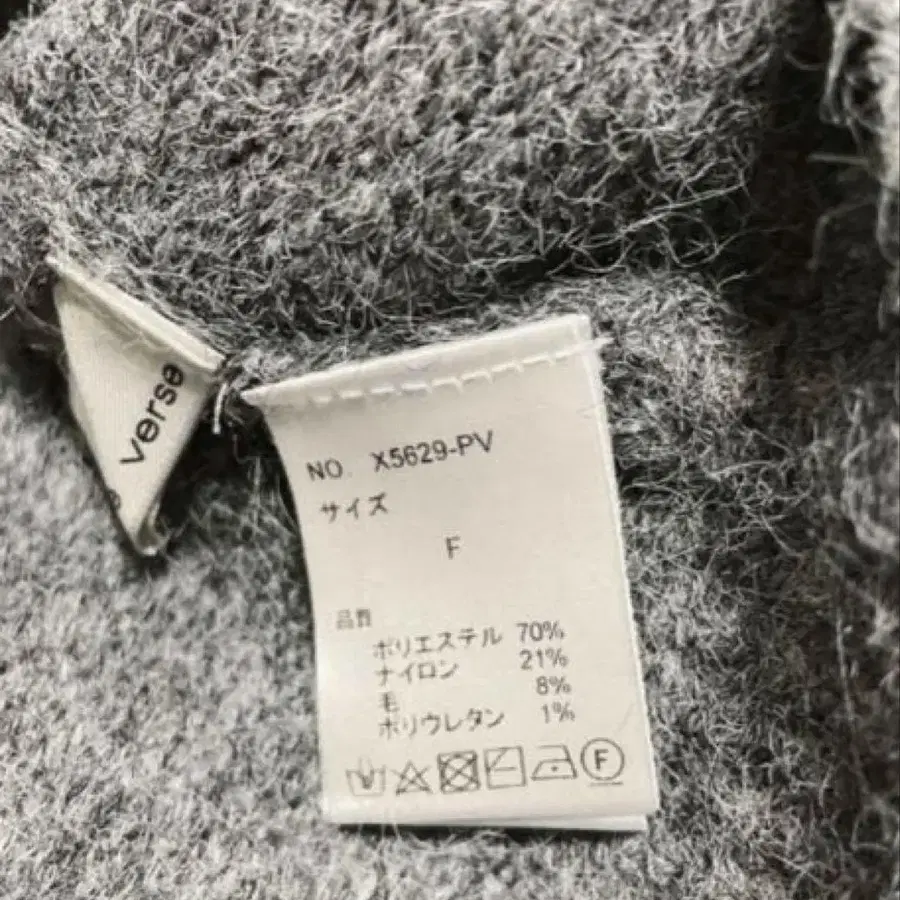 verse
NO. X5629-PV
サイズ
F
品質
ポリエステル 70%
ナイロン 21%
毛 8%
ポリウレタン 1%
F